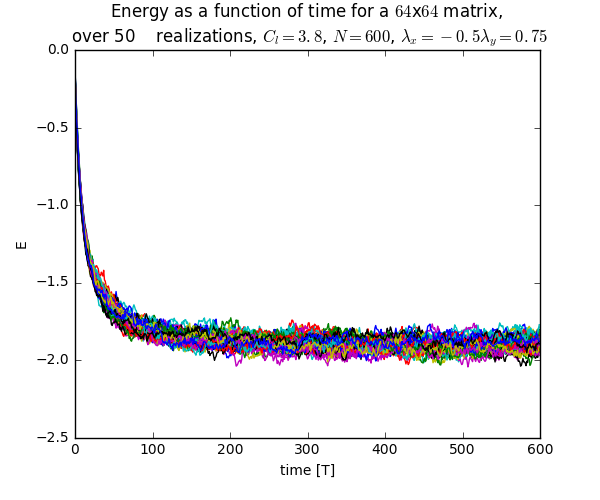 Energy as a function of time for a 64x64 matrix,
over 50    realizations, C_l = 3.8, N = 600, λ_x = −0.5λ_y = 0.75
0.0
−0.5
−1.0
−1.5
−2.0
−2.5
E
0 100 200 300 400 500 600
time [T]